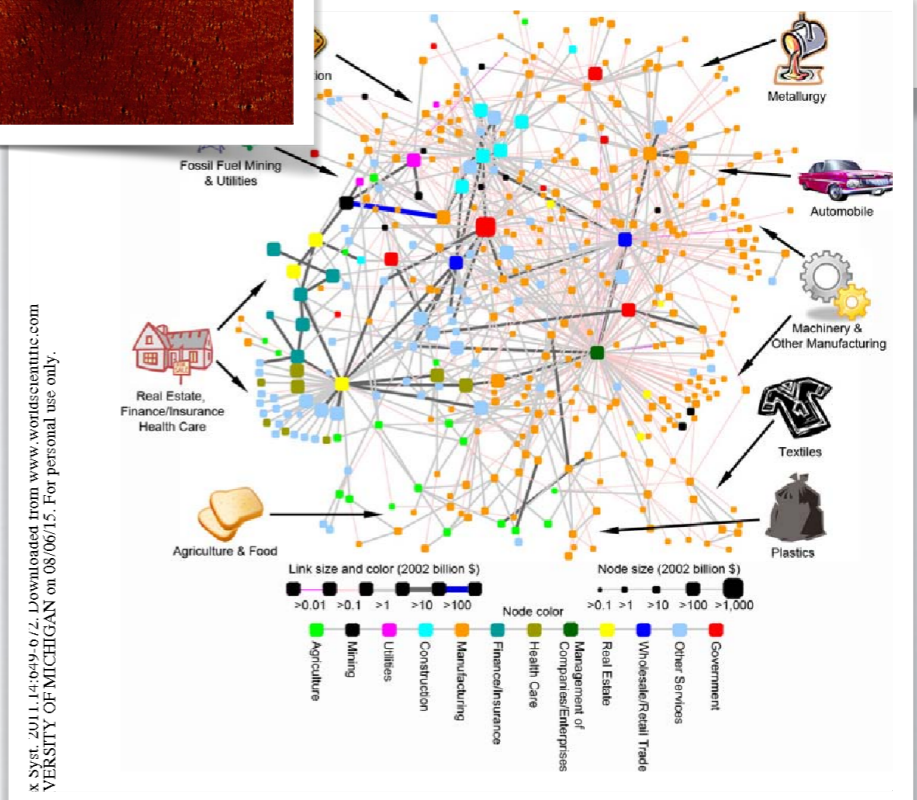 ion
Metallurgy
Fossil Fuel Mining
& Utilities
Automobile
Machinery &
Other Manufacturing
Real Estate,
Finance/Insurance
Health Care
Textiles
Agriculture & Food
Plastics
Link size and color (2002 billion $)
>0.01 >0.1 >1 >10 >100
Node size (2002 billion $)
>0.1 >1 >10 >100 >1,000
Node color
Agriculture
Mining
Utilities
Construction
Manufacturing
Finance/Insurance
Health Care
Management of
Companies/Enterprises
Real Estate
Wholesale/Retail Trade
Other Services
Government
x Syst. 2011.14:649-672. Downloaded from www.worldscientific.com
VERSITY OF MICHIGAN on 08/06/15. For personal use only.